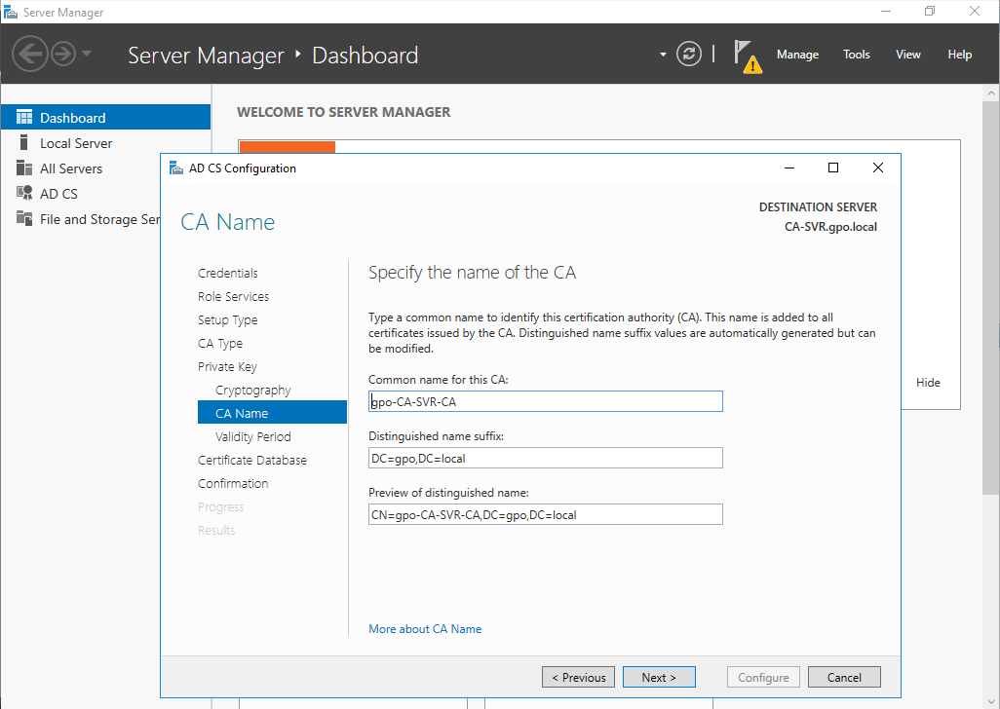 Server Manager
Server Manager ‣ Dashboard
Manage Tools View Help
Dashboard
Local Server
All Servers
AD CS
File and Storage Ser
WELCOME TO SERVER MANAGER
Hide
AD CS Configuration
CA Name
DESTINATION SERVER
CA-SVR.gpo.local
Credentials
Role Services
Setup Type
CA Type
Private Key
Cryptography
CA Name
Validity Period
Certificate Database
Confirmation
Progress
Results
Specify the name of the CA
Type a common name to identify this certification authority (CA). This name is added to all
certificates issued by the CA. Distinguished name suffix values are automatically generated but can
be modified.
Common name for this CA:
gpo-CA-SVR-CA
Distinguished name suffix:
DC=gpo,DC=local
Preview of distinguished name:
CN=gpo-CA-SVR-CA,DC=gpo,DC=local
More about CA Name
< Previous Next > Configure Cancel